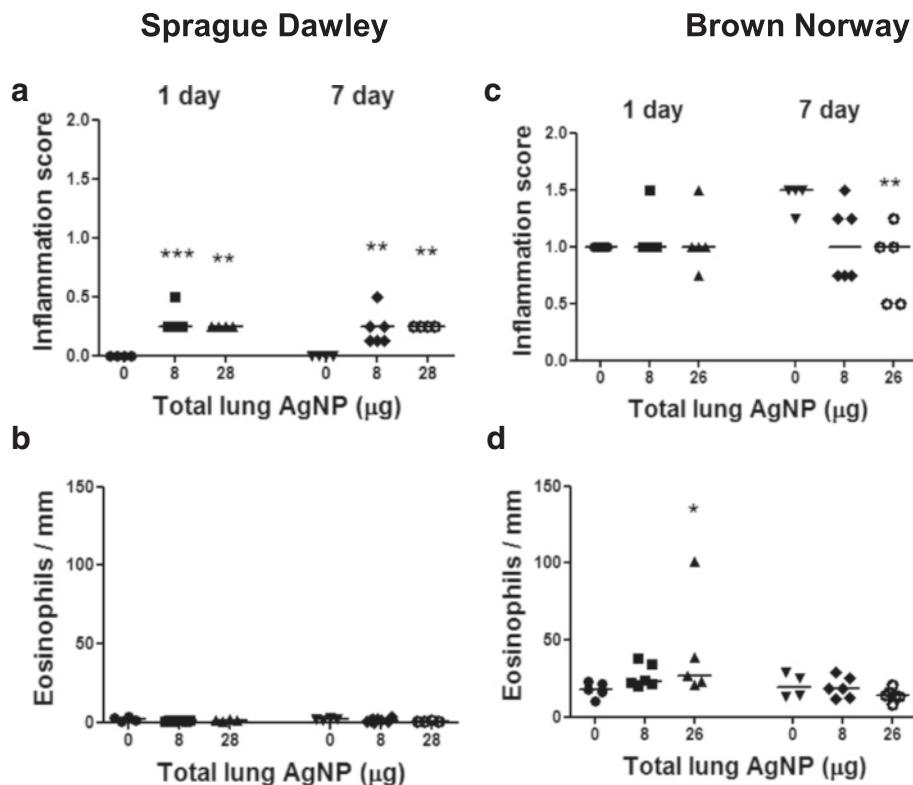 Sprague Dawley
Brown Norway
a
1 day
7 day
Inflammation score
2.0
1.5
1.0
0.5
0.0
***
**
**
**
0
8
28
0
8
28
Total lung AgNP (µg)
c
1 day
7 day
Inflammation score
2.0
1.5
1.0
0.5
0.0
**
0
8
26
0
8
26
Total lung AgNP (µg)
b
Eosinophils / mm
150
100
50
0
0
8
28
0
8
28
Total lung AgNP (µg)
d
Eosinophils / mm
150
100
50
0
*
0
8
26
0
8
26
Total lung AgNP (µg)